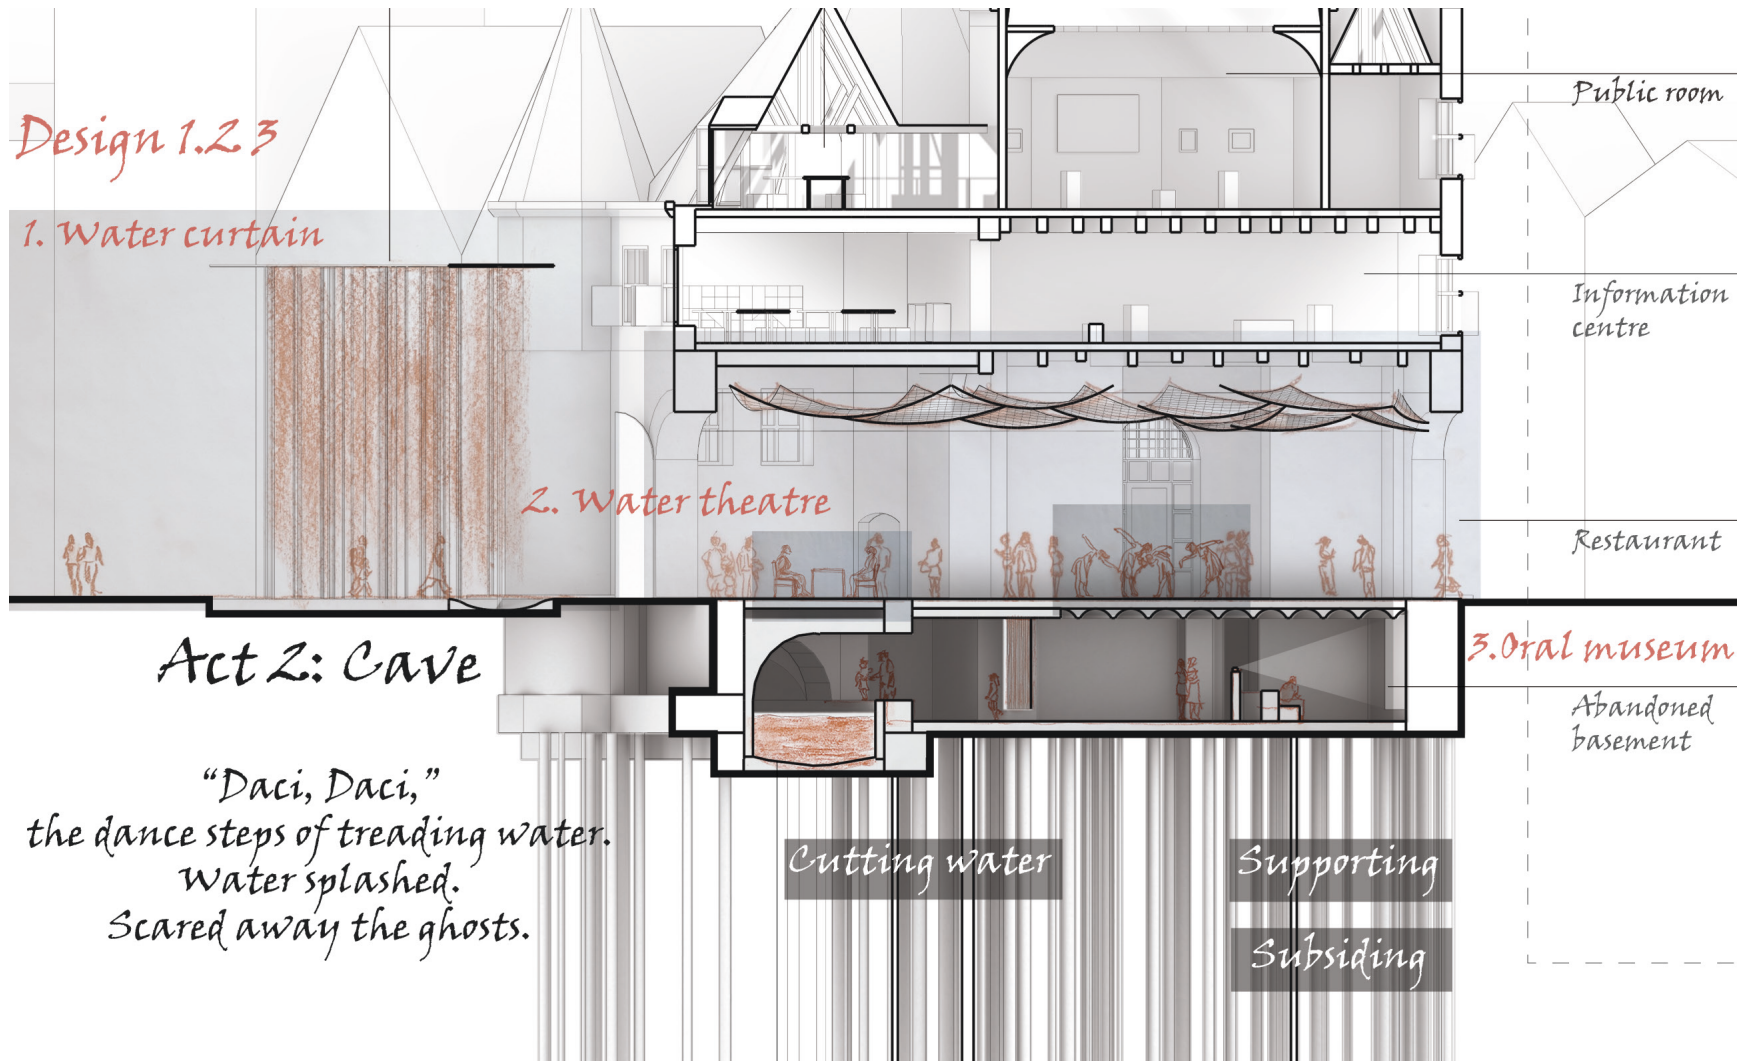 Design 1.2 3
1. Water curtain
2. Water theatre
3.Oral museum
Public room
Information
centre
Restaurant
Abandoned
basement
Act 2: Cave
“Daci, Daci,”
the dance steps of treading water.
Water splashed.
Scared away the ghosts.
Cutting water
Supporting
Subsiding